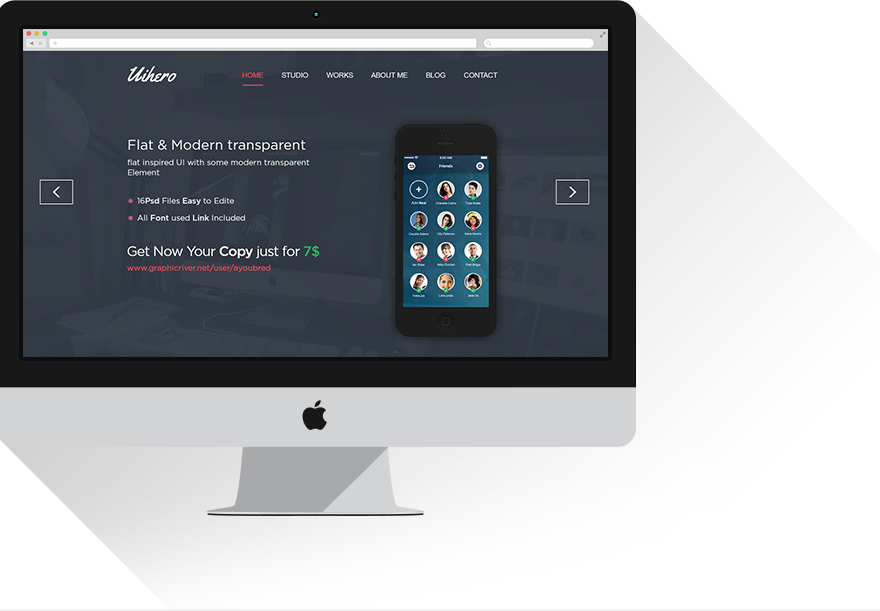 Uihero
HOME STUDIO WORKS ABOUT ME BLOG CONTACT
Flat & Modern transparent
flat inspired UI with some modern transparent
Element
16Psd Files Easy to Edite
All Font used Link Included
Get Now Your Copy just for 7$
www.graphicriver.net/user/ayoubred
Friends
Add New